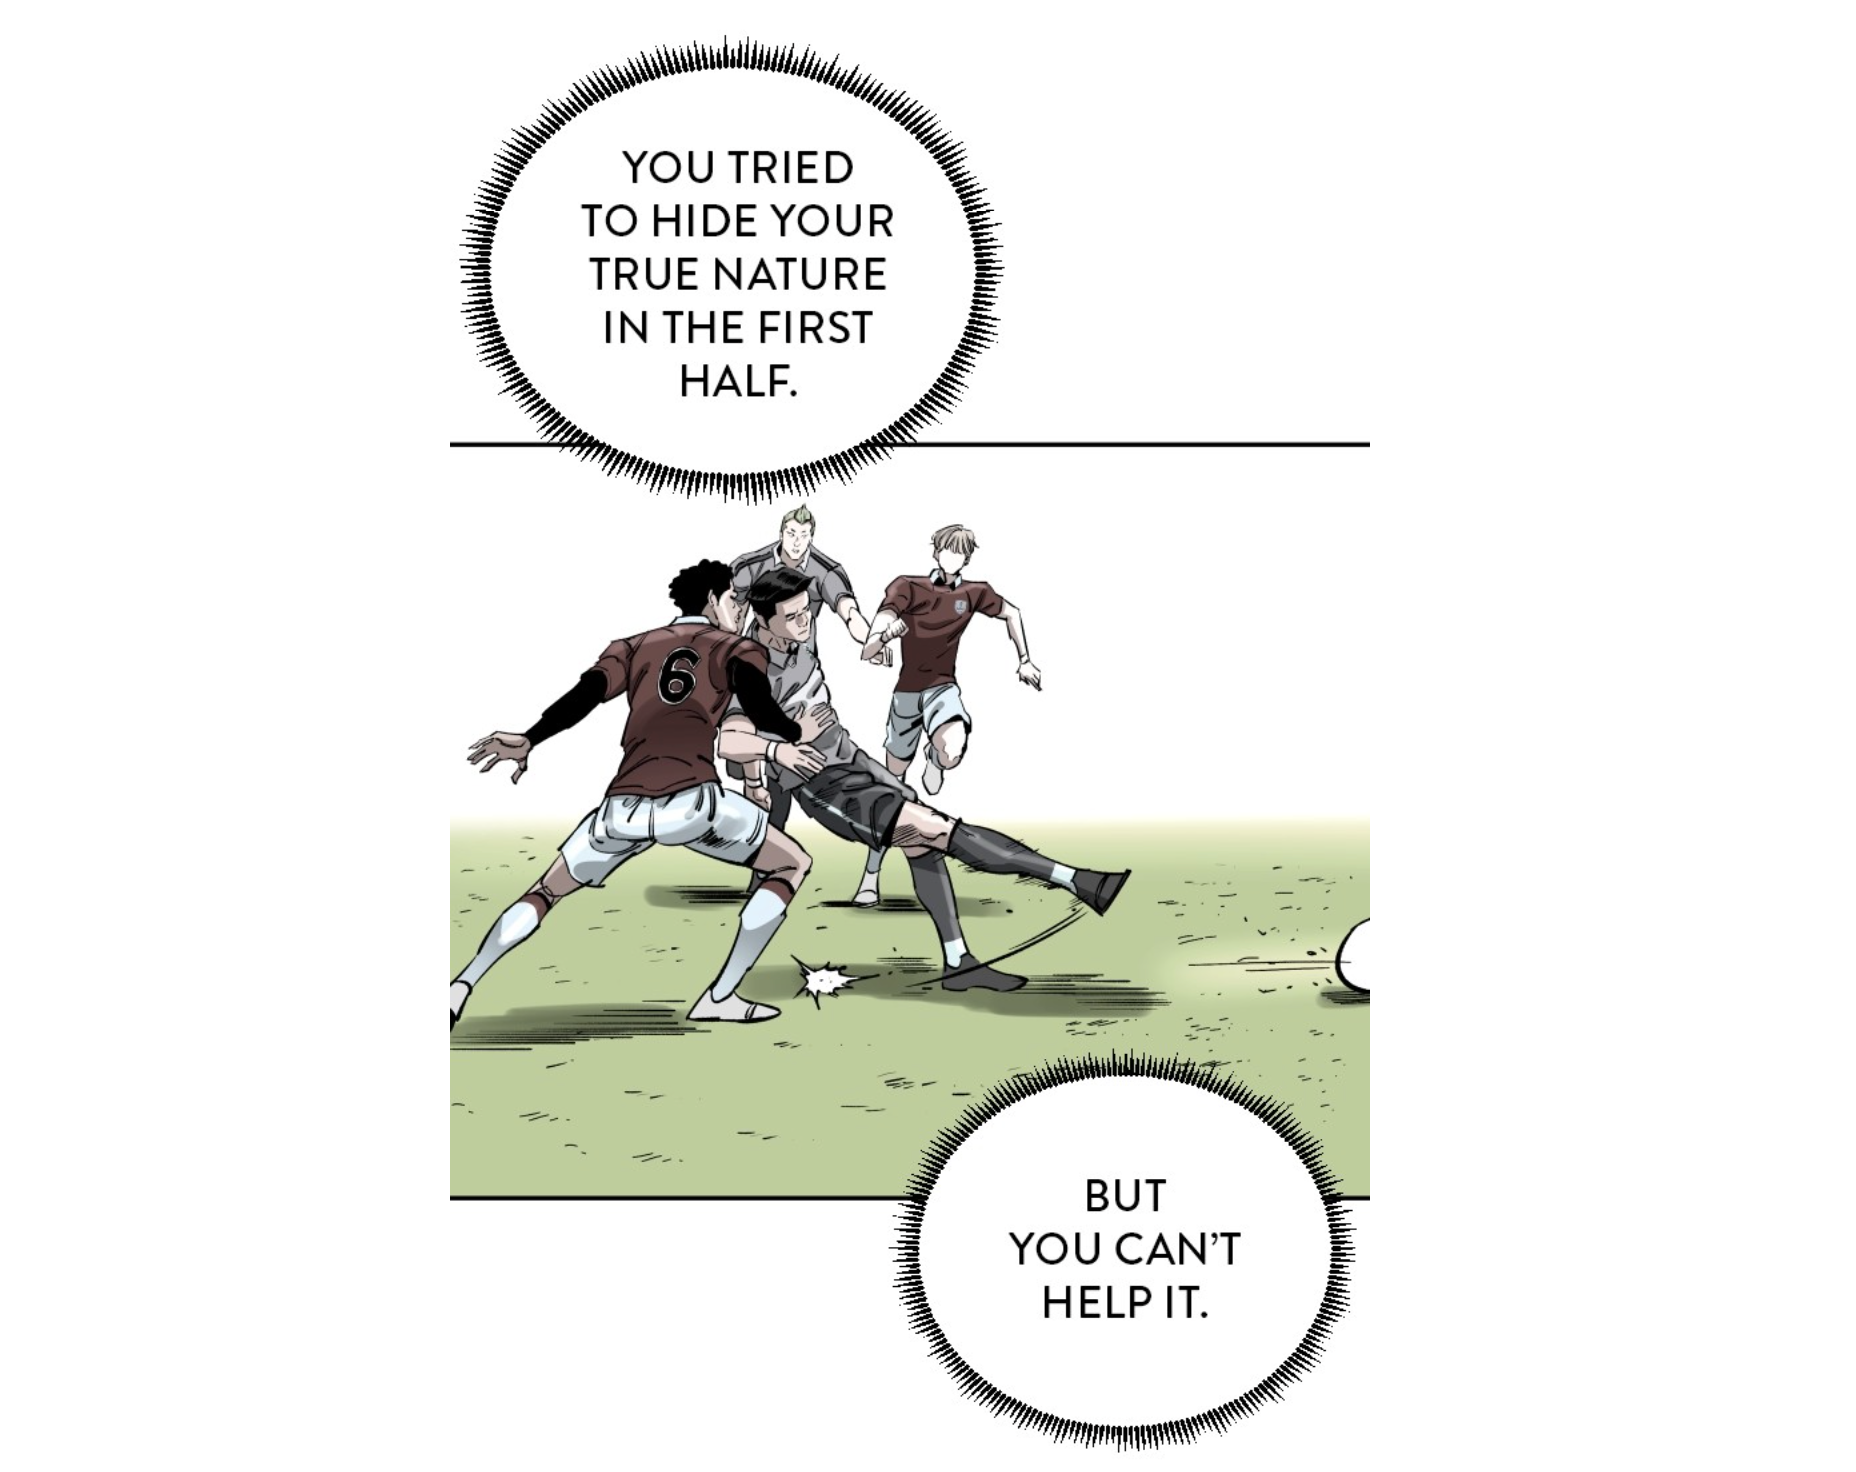 YOU TRIED
TO HIDE YOUR
TRUE NATURE
IN THE FIRST
HALF.
6
BUT
YOU CAN'T
HELP IT.